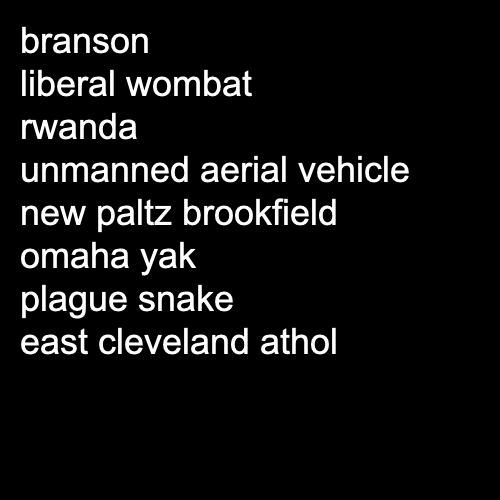 branson
liberal wombat
rwanda
unmanned aerial vehicle
new paltz brookfield
omaha yak
plague snake
east cleveland athol